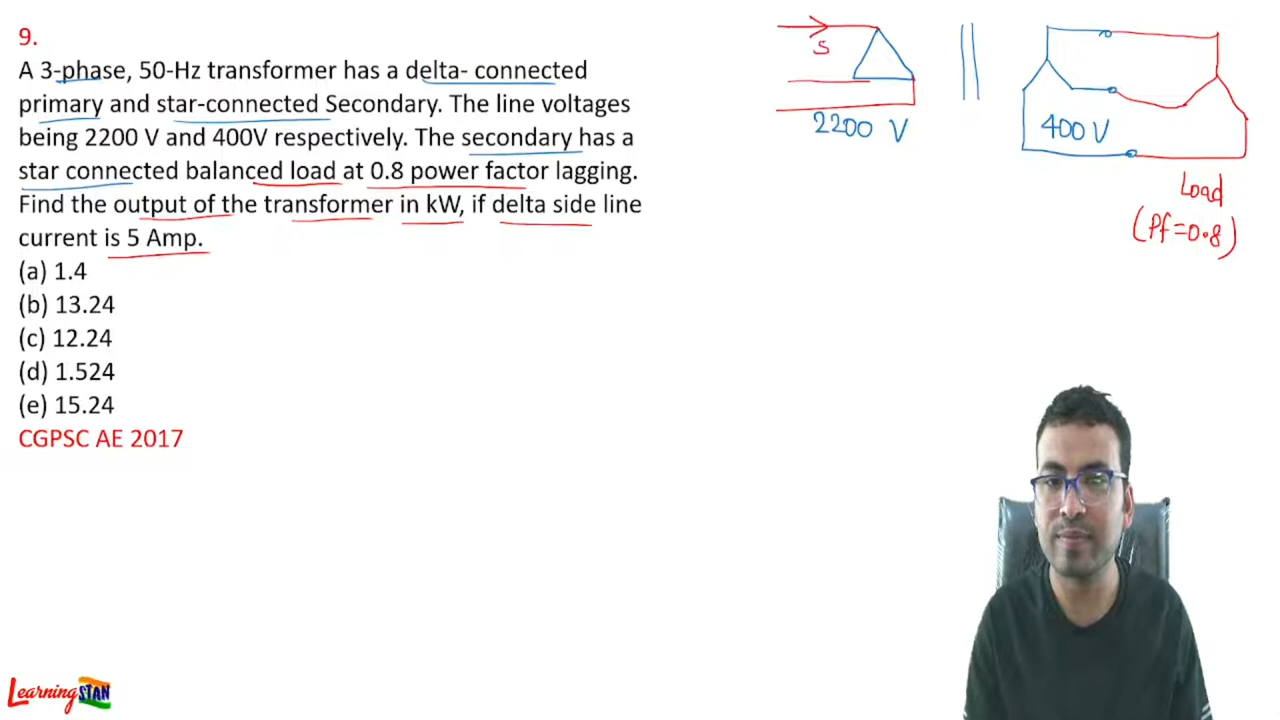 9.
A 3-phase, 50-Hz transformer has a delta- connected
primary and star-connected Secondary. The line voltages
being 2200 V and 400V respectively. The secondary has a
star connected balanced load at 0.8 power factor lagging.
Find the output of the transformer in kW, if delta side line
current is 5 Amp.
(a) 1.4
(b) 13.24
(c) 12.24
(d) 1.524
(e) 15.24
CGPSC AE 2017
5
2200 V
400 V
Load
(Pf=0.8)
Learning STAN